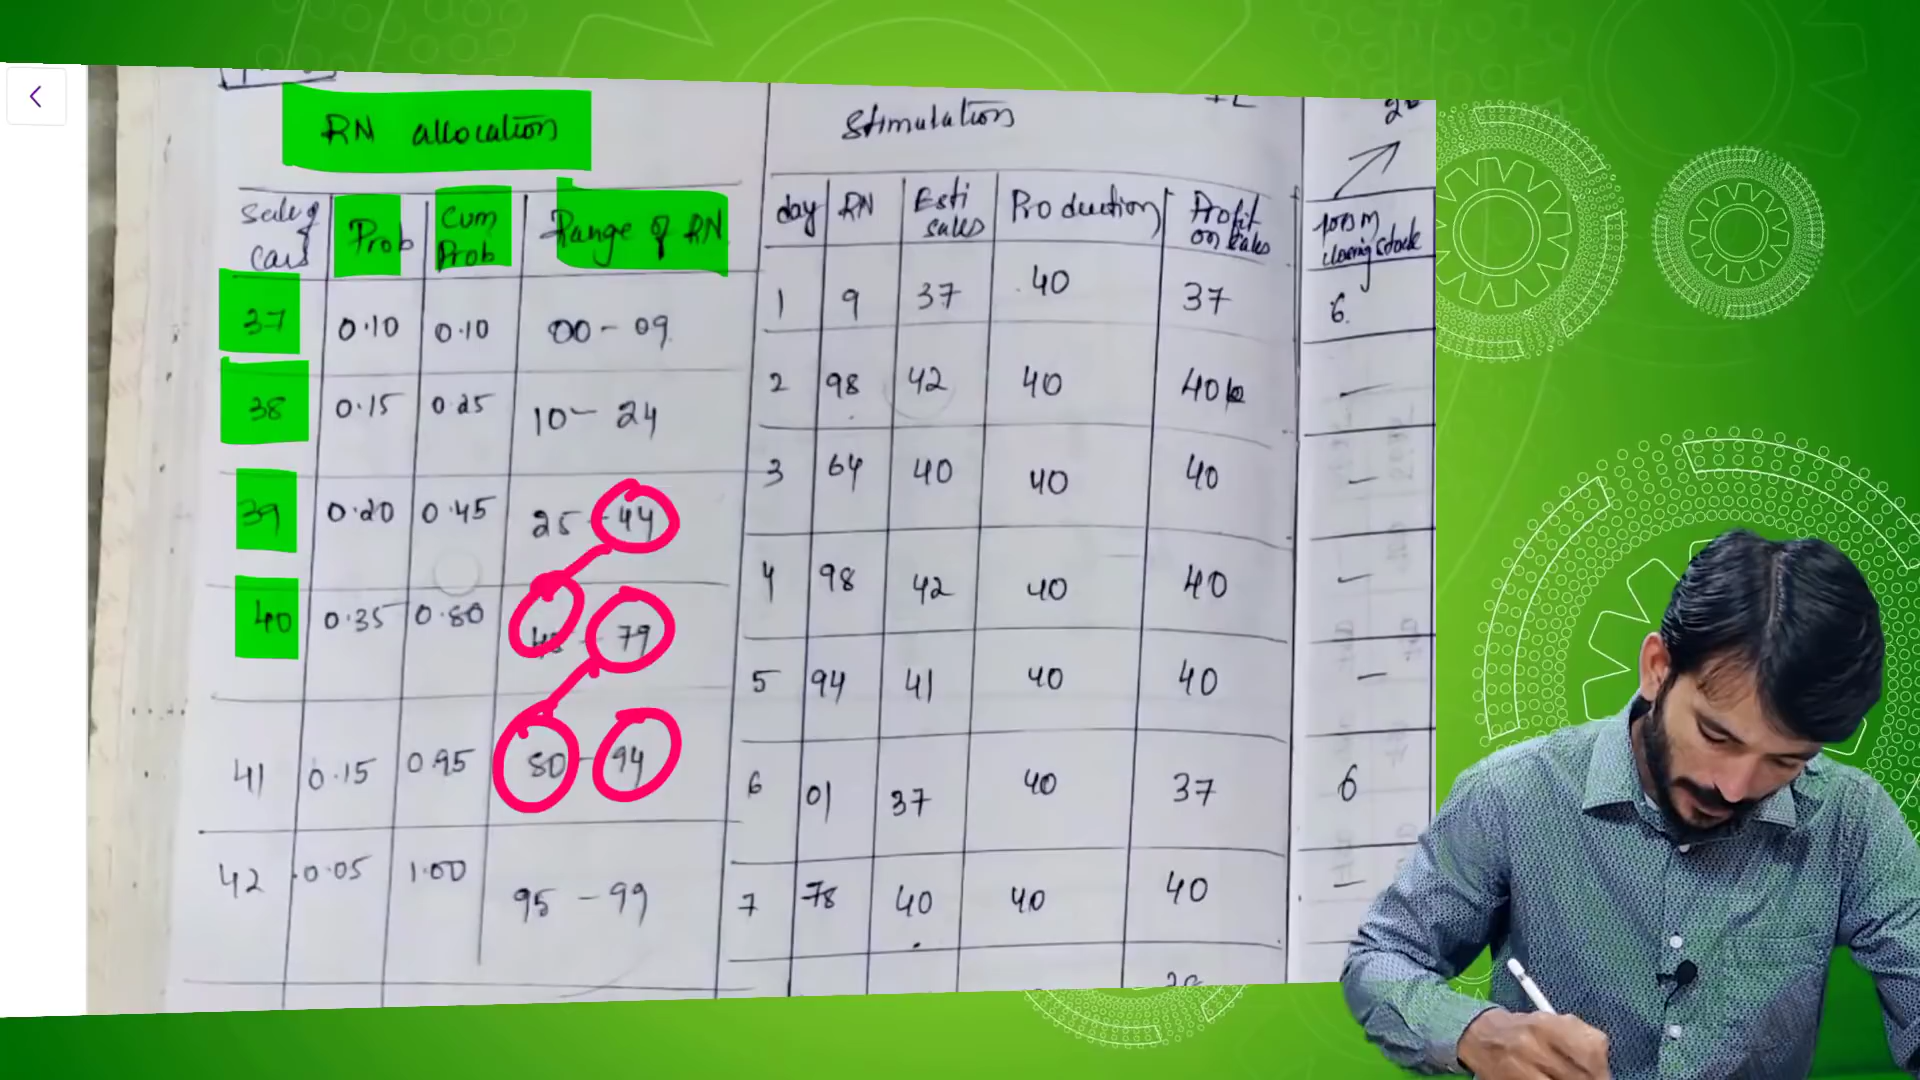 RN allocation
Sale of cars Prob Cum Prob Range of RN
37 0.10 0.10 00 - 09
38 0.15 0.25 10 - 24
39 0.20 0.45 25 - 44
40 0.35 0.80 45 - 79
41 0.15 0.95 80 - 94
42 0.05 1.00 95 - 99
Stimulation
day RN Esti sales Production Profit on sales
1 9 37 40 37
2 98 42 40 40
3 64 40 40 40
4 98 42 40 40
5 94 41 40 40
6 01 37 40 37
7 78 40 40 40
closing stock
6
-
-
-
-
6
-